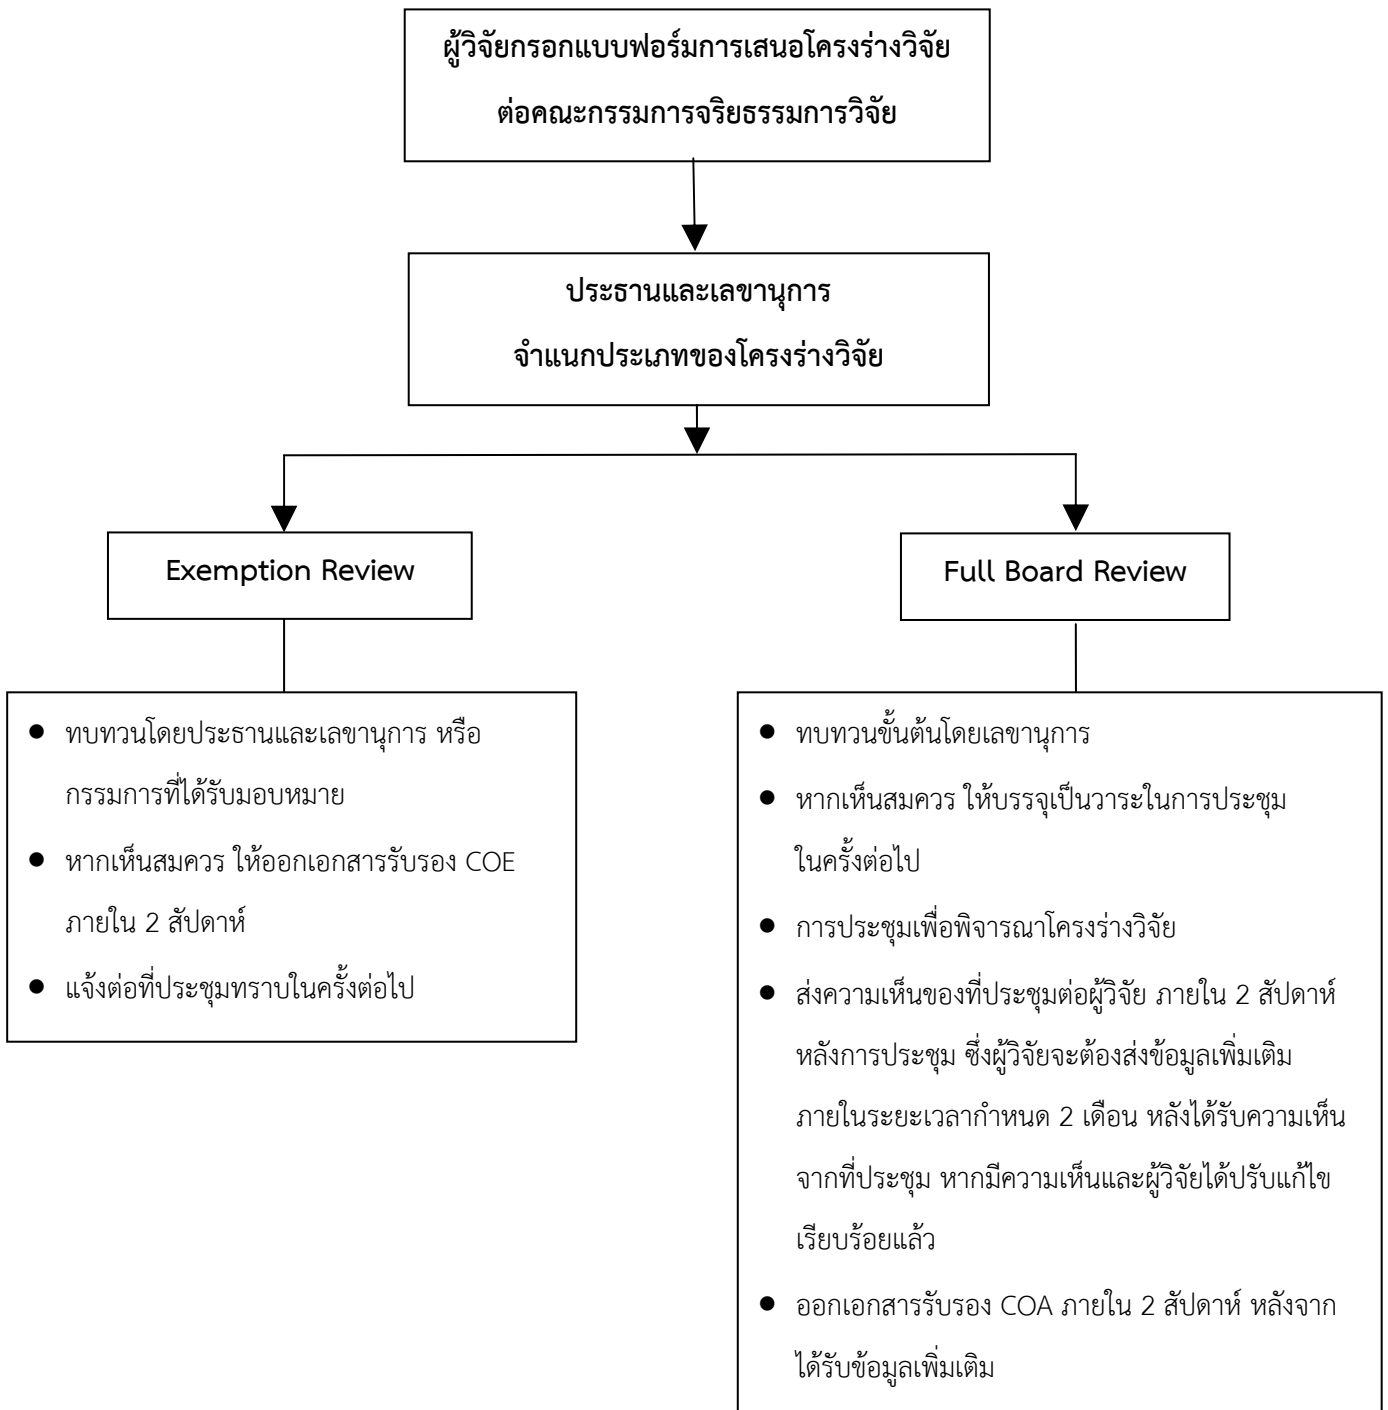 ผู้วิจัยกรอกแบบฟอร์มการเสนอโครงร่างวิจัย
ต่อคณะกรรมการจริยธรรมการวิจัย
ประธานและเลขานุการ
จำแนกประเภทของโครงร่างวิจัย
Exemption Review
Full Board Review
● ทบทวนโดยประธานและเลขานุการ หรือ
กรรมการที่ได้รับมอบหมาย
● หากเห็นสมควร ให้ออกเอกสารรับรอง COE
ภายใน 2 สัปดาห์
● แจ้งต่อที่ประชุมทราบในครั้งต่อไป
● ทบทวนขั้นต้นโดยเลขานุการ
● หากเห็นสมควร ให้บรรจุเป็นวาระในการประชุม
ในครั้งต่อไป
● การประชุมเพื่อพิจารณาโครงร่างวิจัย
● ส่งความเห็นของที่ประชุมต่อผู้วิจัย ภายใน 2 สัปดาห์
หลังการประชุม ซึ่งผู้วิจัยจะต้องส่งข้อมูลเพิ่มเติม
ภายในระยะเวลากำหนด 2 เดือน หลังได้รับความเห็น
จากที่ประชุม หากมีความเห็นและผู้วิจัยได้ปรับแก้ไข
เรียบร้อยแล้ว
● ออกเอกสารรับรอง COA ภายใน 2 สัปดาห์ หลังจาก
ได้รับข้อมูลเพิ่มเติม